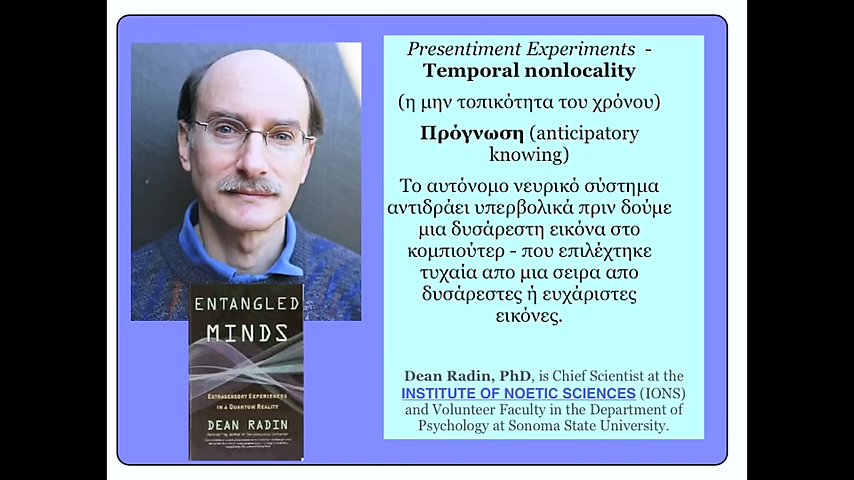 Presentiment Experiments -
Temporal nonlocality
(η μην τοπικότητα του χρόνου)
Πρόγνωση (anticipatory
knowing)
Το αυτόνομο νευρικό σύστημα
αντιδράει υπερβολικά πριν δούμε
μια δυσάρεστη εικόνα στο
κομπιούτερ - που επιλέχτηκε
τυχαία απο μια σειρα απο
δυσάρεστες ή ευχάριστες
εικόνες.
Dean Radin, PhD, is Chief Scientist at the
INSTITUTE OF NOETIC SCIENCES (IONS)
and Volunteer Faculty in the Department of
Psychology at Sonoma State University.
ENTANGLED
MINDS
EXTRASENSORY EXPERIENCES
IN A QUANTUM REALITY
DEAN RADIN